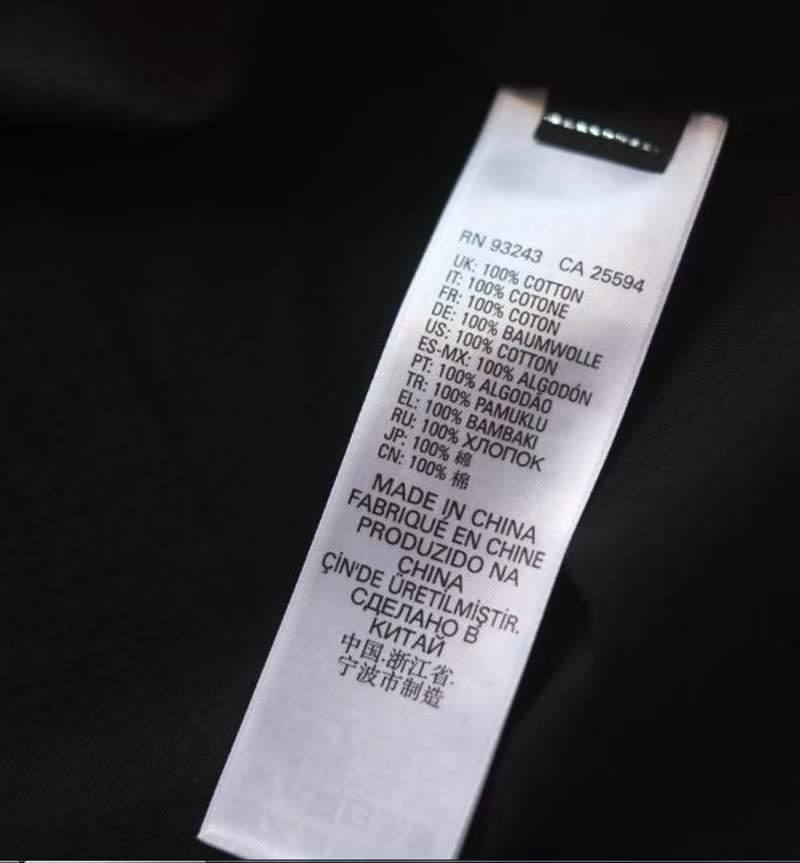 RN 93243 CA 25594
UK: 100% COTTON
IT: 100% COTONE
FR: 100% COTON
DE: 100% BAUMWOLLE
US: 100% COTTON
ES-MX: 100% ALGODÓN
PT: 100% ALGODÃO
TR: 100% PAMUKLU
EL: 100% BAMBAKI
RU: 100% ХЛОПОК
JP: 100% 綿
CN: 100% 棉
MADE IN CHINA
FABRIQUÉ EN CHINE
PRODUZIDO NA
CHINA
ÇİN'DE ÜRETİLMİŞTİR.
СДЕЛАНО В
КИТАЙ
中国.浙江省.
宁波市制造